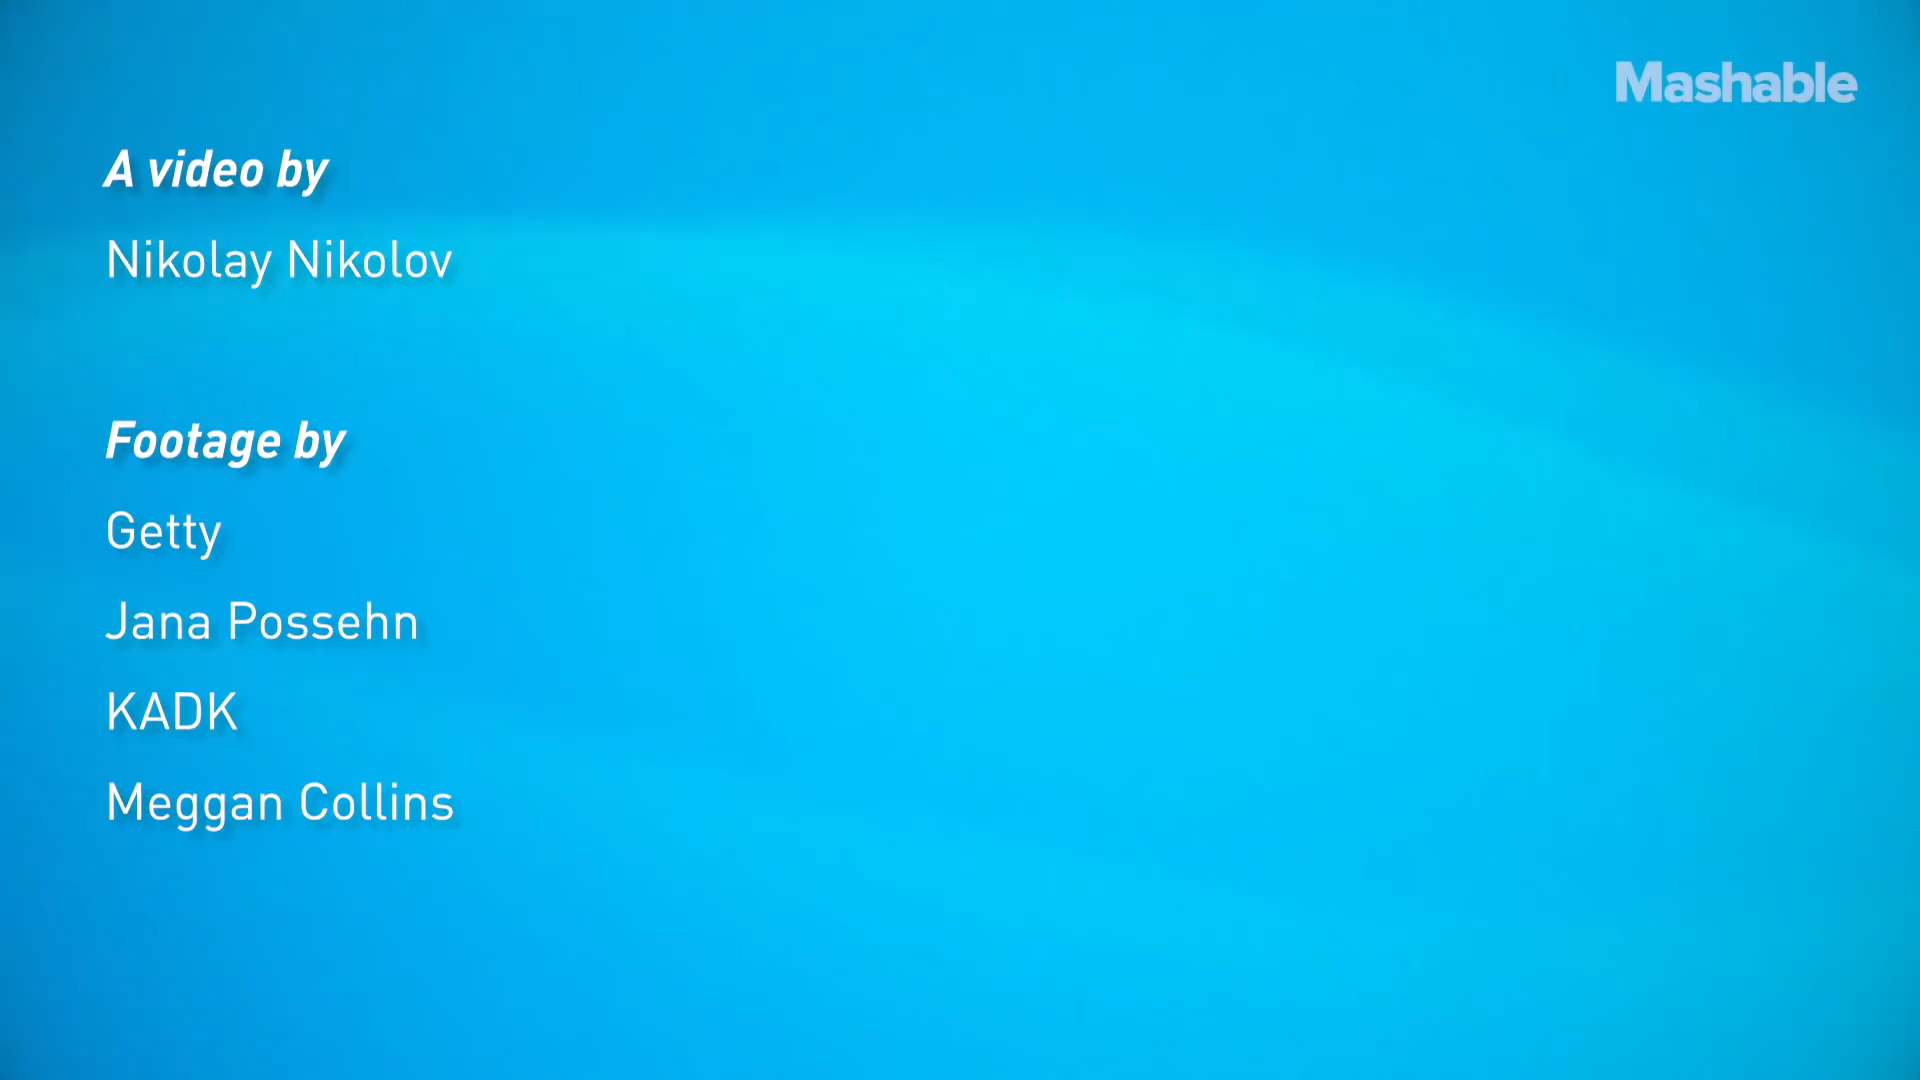 Mashable
A video by
Nikolay Nikolov
Footage by
Getty
Jana Possehn
KADK
Meggan Collins